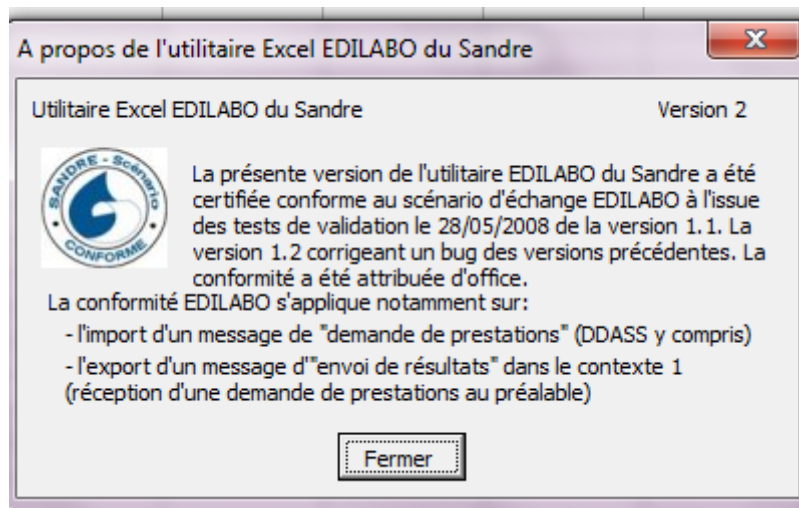 A propos de l'utilitaire Excel EDILABO du Sandre
Utilitaire Excel EDILABO du Sandre
Version 2
SANDRE - Scénario
CONFORME
La présente version de l'utilitaire EDILABO du Sandre a été
certifiée conforme au scénario d'échange EDILABO à l'issue
des tests de validation le 28/05/2008 de la version 1.1. La
version 1.2 corrigeant un bug des versions précédentes. La
conformité a été attribuée d'office.
La conformité EDILABO s'applique notamment sur:
- l'import d'un message de "demande de prestations" (DDASS y compris)
- l'export d'un message d'"envoi de résultats" dans le contexte 1
(réception d'une demande de prestations au préalable)
Fermer